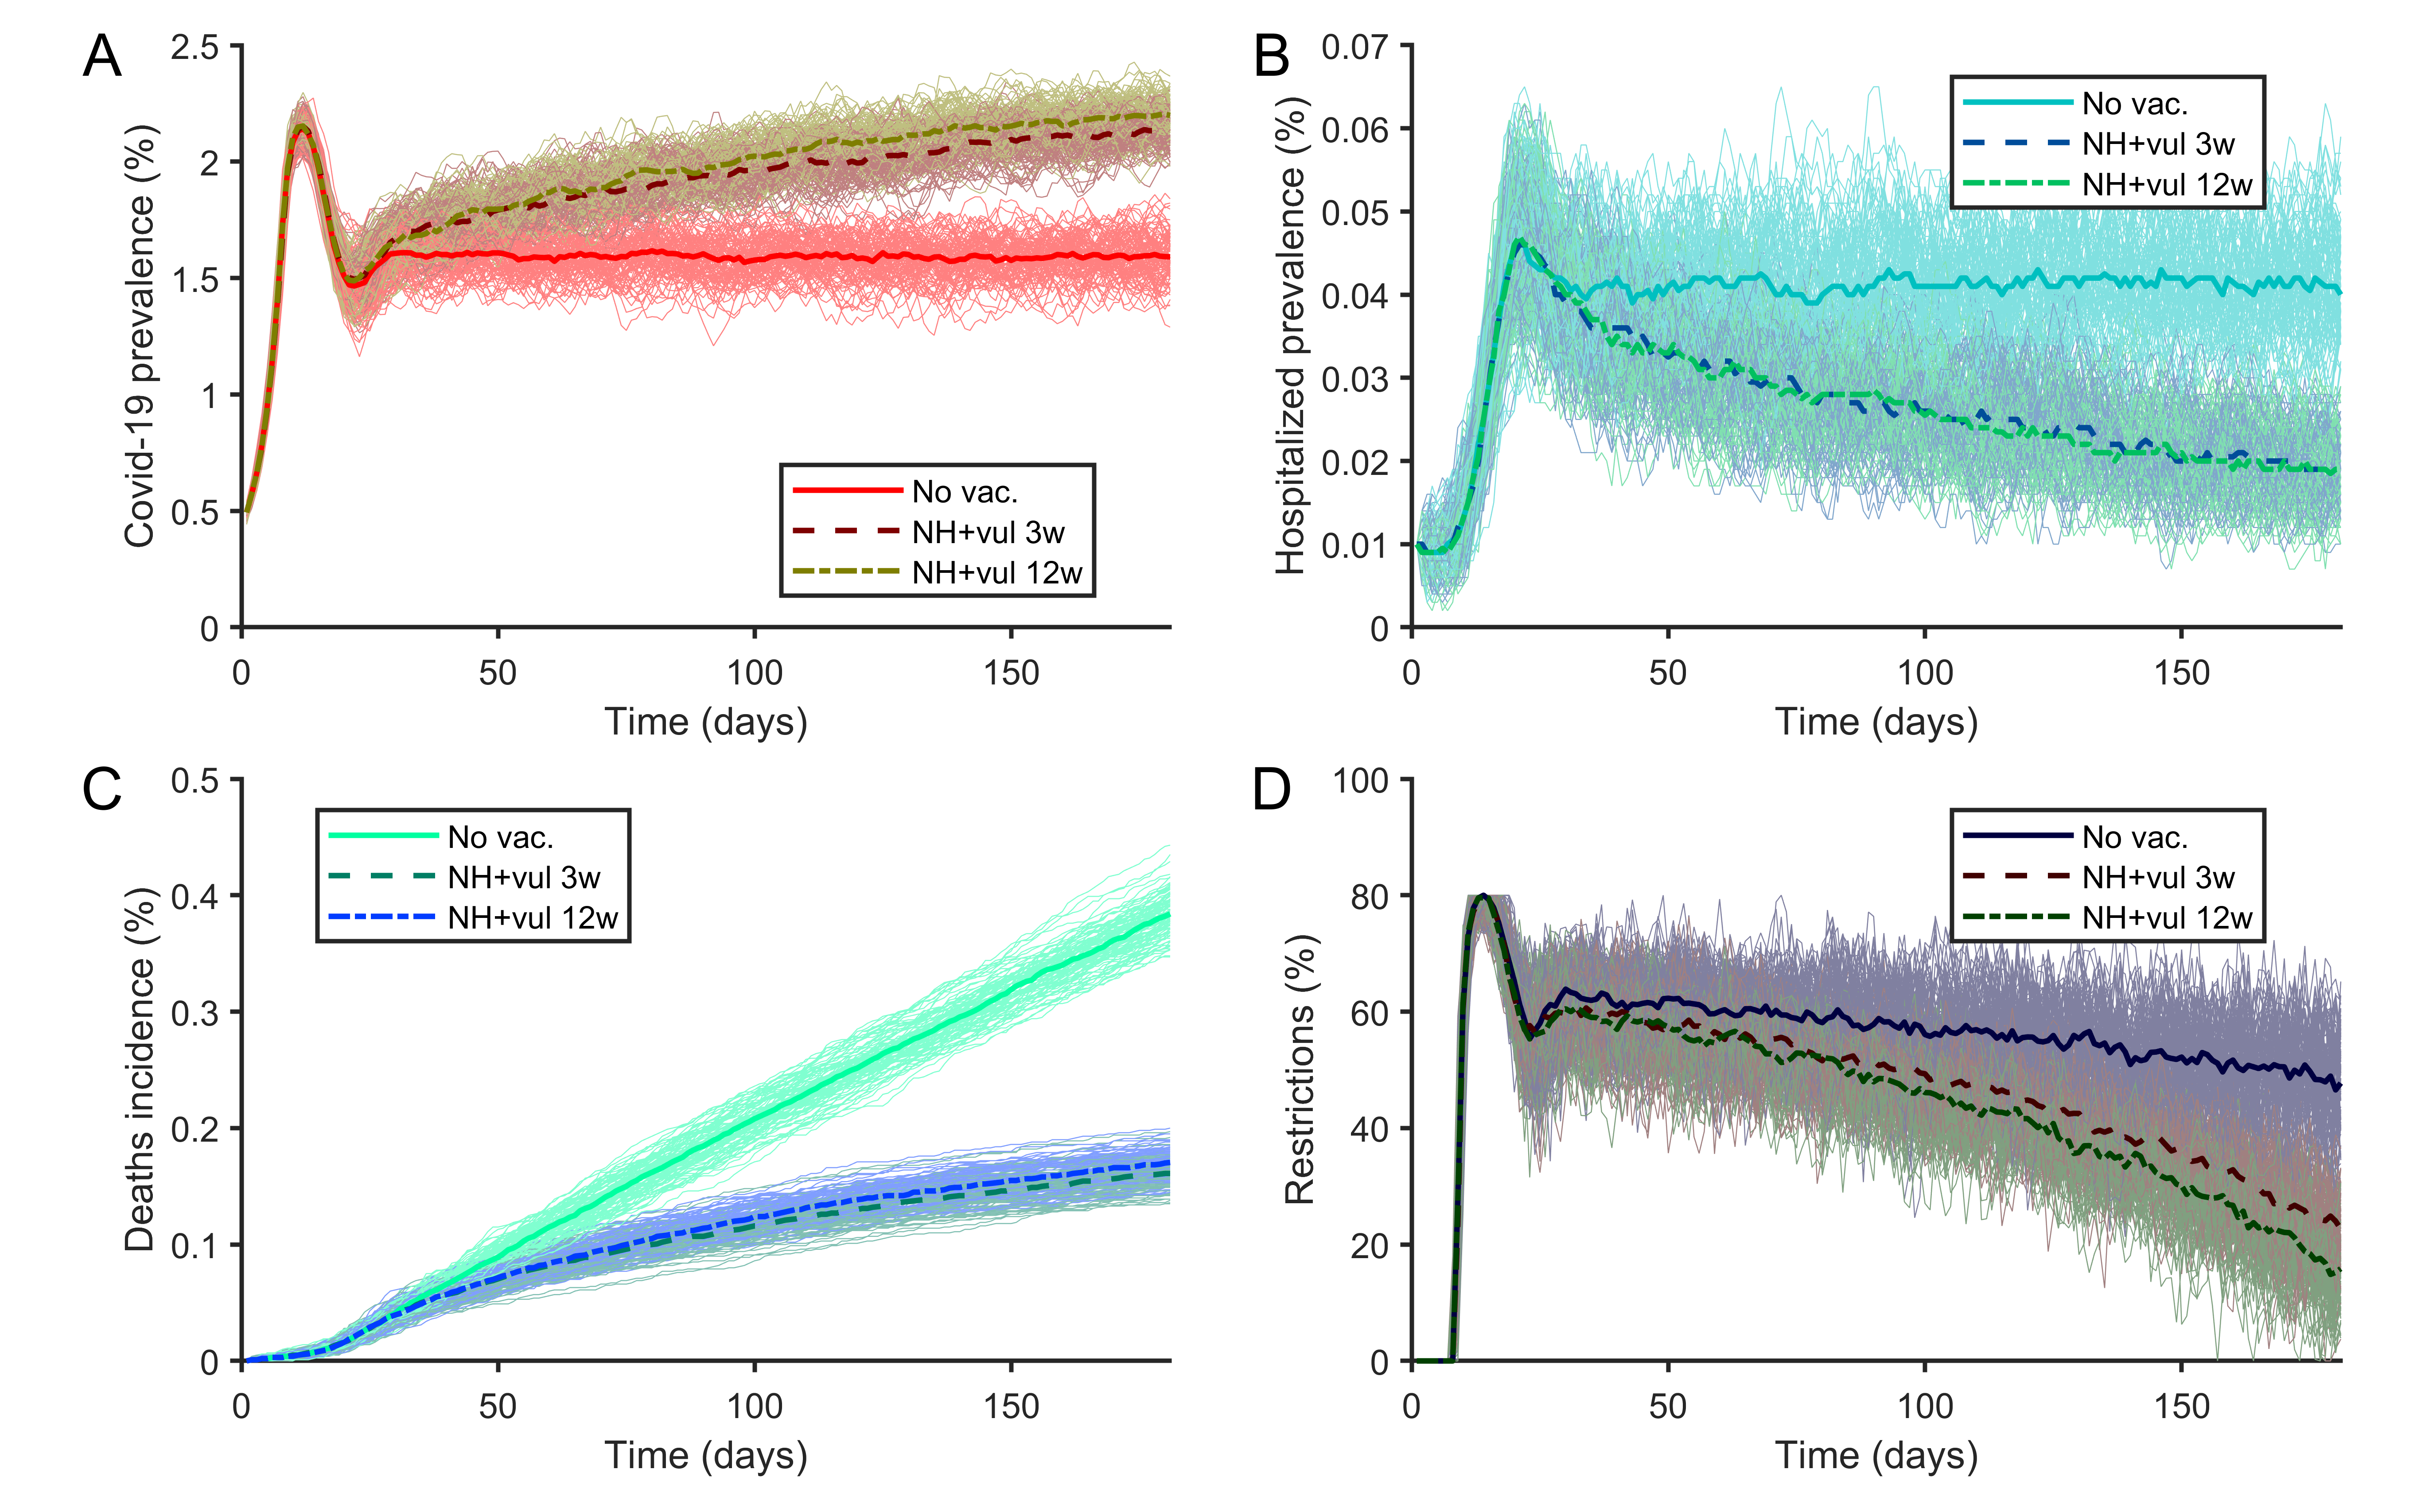 A
Covid-19 prevalence (%)
2.5
2
1.5
1
0.5
0
0 50 100 150
Time (days)
No vac.
NH+vul 3w
NH+vul 12w
B
Hospitalized prevalence (%)
0.07
0.06
0.05
0.04
0.03
0.02
0.01
0
0 50 100 150
Time (days)
No vac.
NH+vul 3w
NH+vul 12w
C
Deaths incidence (%)
0.5
0.4
0.3
0.2
0.1
0
0 50 100 150
Time (days)
No vac.
NH+vul 3w
NH+vul 12w
D
Restrictions (%)
100
80
60
40
20
0
0 50 100 150
Time (days)
No vac.
NH+vul 3w
NH+vul 12w